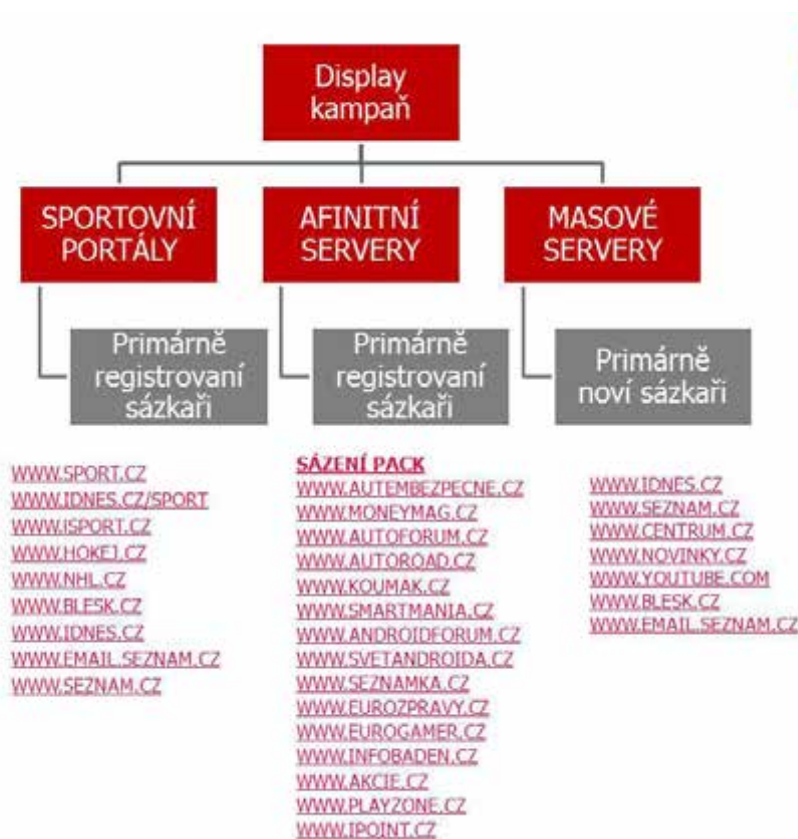 Display
kampaň
SPORTOVNÍ
PORTÁLY
Primárně
registrovaní
sázkaři
WWW.SPORT.CZ
WWW.IDNES.CZ/SPORT
WWW.ISPORT.CZ
WWW.HOKEJ.CZ
WWW.NHL.CZ
WWW.BLESK.CZ
WWW.IDNES.CZ
WWW.EMAIL.SEZNAM.CZ
WWW.SEZNAM.CZ
AFINITNÍ
SERVERY
Primárně
registrovaní
sázkaři
SÁZENÍ PACK
WWW.AUTEMBEZPECNE.CZ
WWW.MONEYMAG.CZ
WWW.AUTOFORUM.CZ
WWW.AUTOROAD.CZ
WWW.KOUMAK.CZ
WWW.SMARTMANIA.CZ
WWW.ANDROIDFORUM.CZ
WWW.SVETANDROIDA.CZ
WWW.SEZNAMKA.CZ
WWW.EUROZPRAVY.CZ
WWW.EUROGAMER.CZ
WWW.INFOBADEN.CZ
WWW.AKCIE.CZ
WWW.PLAYZONE.CZ
WWW.IPOINT.CZ
MASOVÉ
SERVERY
Primárně
noví sázkaři
WWW.IDNES.CZ
WWW.SEZNAM.CZ
WWW.CENTRUM.CZ
WWW.NOVINKY.CZ
WWW.YOUTUBE.COM
WWW.BLESK.CZ
WWW.EMAIL.SEZNAM.CZ